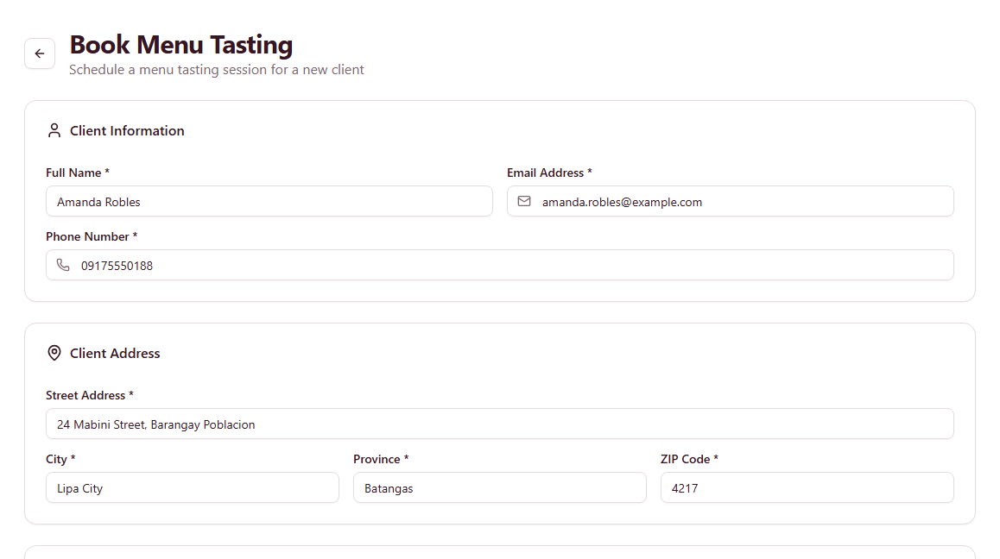 Book Menu Tasting
Schedule a menu tasting session for a new client
Client Information
Full Name *
Email Address *
Amanda Robles
amanda.robles@example.com
Phone Number *
09175550188
Client Address
Street Address *
24 Mabini Street, Barangay Poblacion
City *
Province *
ZIP Code *
Lipa City
Batangas
4217